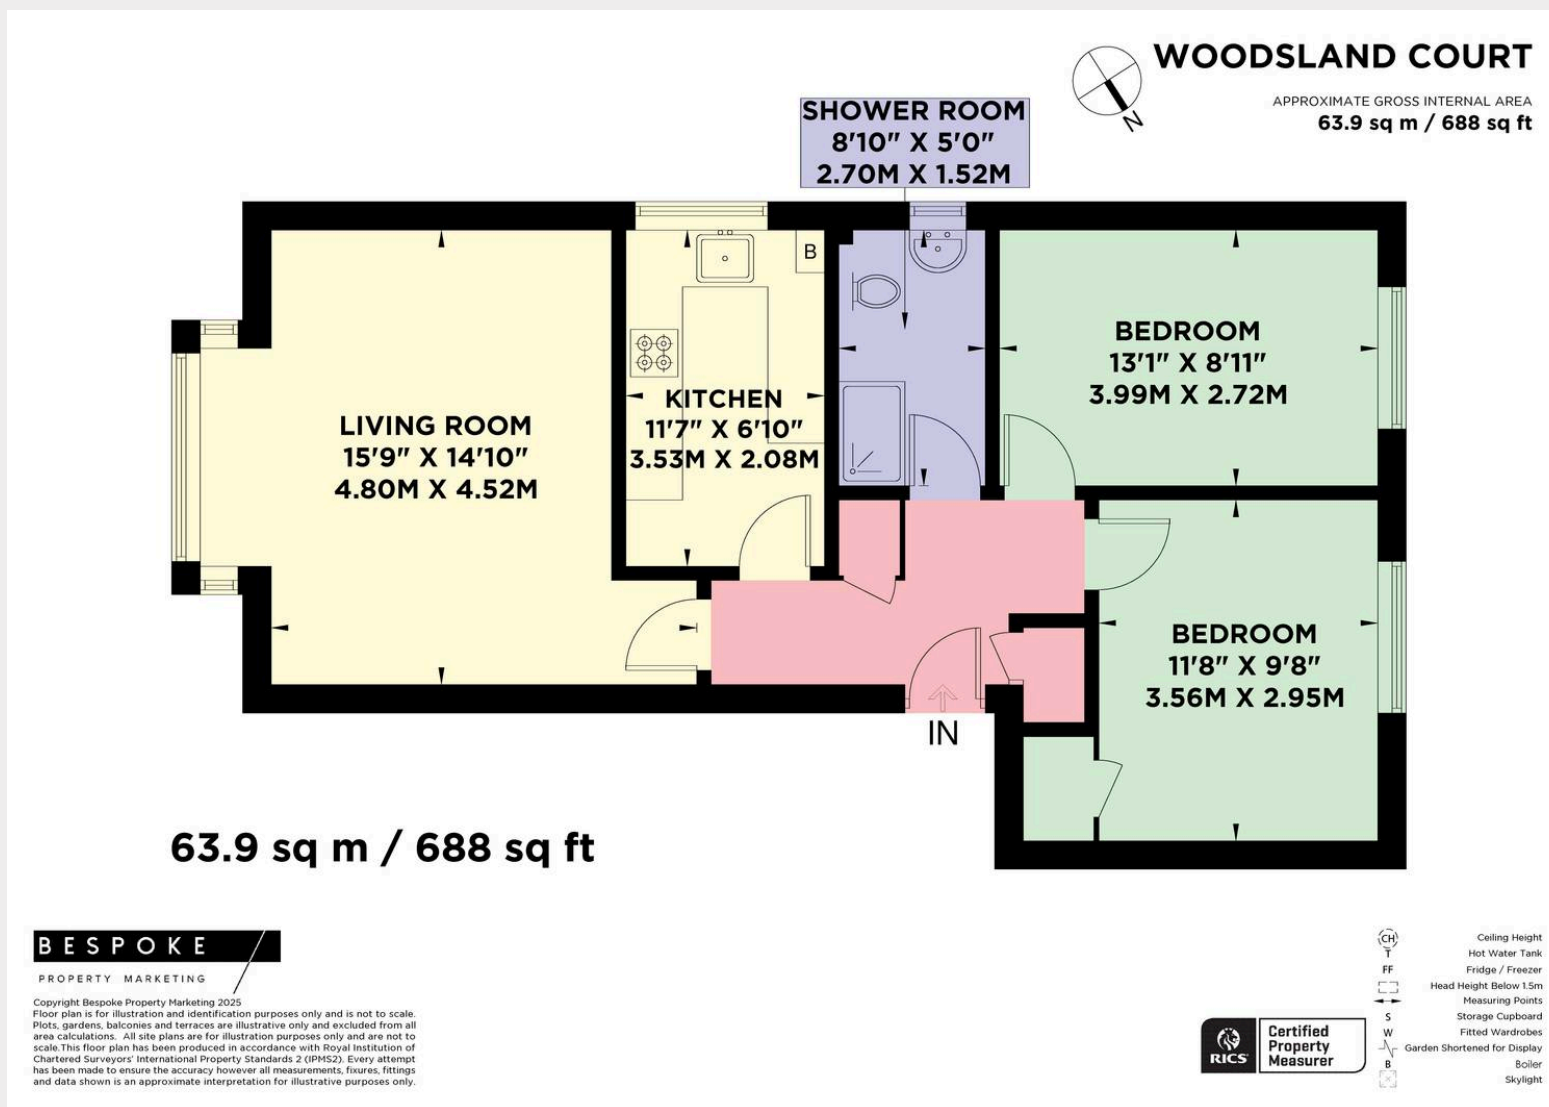 WOODSLAND COURT
APPROXIMATE GROSS INTERNAL AREA
63.9 sq m / 688 sq ft
N
SHOWER ROOM
8'10" X 5'0"
2.70M X 1.52M
B
BEDROOM
13'1" X 8'11"
3.99M X 2.72M
LIVING ROOM
15'9" X 14'10"
4.80M X 4.52M
KITCHEN
11'7" X 6'10"
3.53M X 2.08M
BEDROOM
11'8" X 9'8"
3.56M X 2.95M
IN
63.9 sq m / 688 sq ft
BESPOKE
PROPERTY MARKETING
Copyright Bespoke Property Marketing 2025
Floor plan is for illustration and identification purposes only and is not to scale.
Plots, gardens, balconies and terraces are illustrative only and excluded from all
area calculations. All site plans are for illustration purposes only and are not to
scale.This floor plan has been produced in accordance with Royal Institution of
Chartered Surveyors' International Property Standards 2 (IPMS2). Every attempt
has been made to ensure the accuracy however all measurements, fixures, fittings
and data shown is an approximate interpretation for illustrative purposes only.
RICS
Certified
Property
Measurer
CH Ceiling Height
T Hot Water Tank
FF Fridge / Freezer
Head Height Below 1.5m
Measuring Points
S Storage Cupboard
W Fitted Wardrobes
Garden Shortened for Display
B Boiler
Skylight